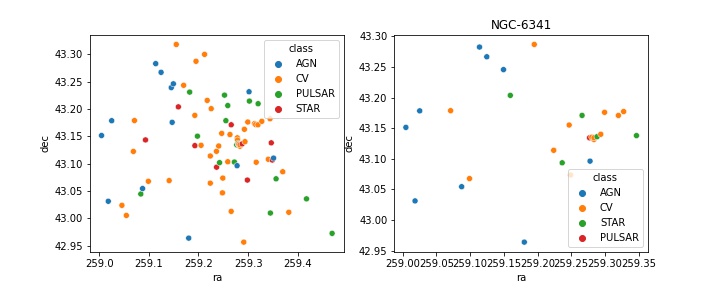 NGC-6341
class
AGN
CV
PULSAR
STAR
43.30
43.25
43.20
43.15
43.10
43.05
43.00
42.95
dec
259.0
259.1
259.2
259.3
259.4
ra
43.30
43.25
43.20
43.15
43.10
43.05
43.00
42.95
dec
class
AGN
CV
STAR
PULSAR
259.00
259.05
259.10
259.15
259.20
259.25
259.30
259.35
ra